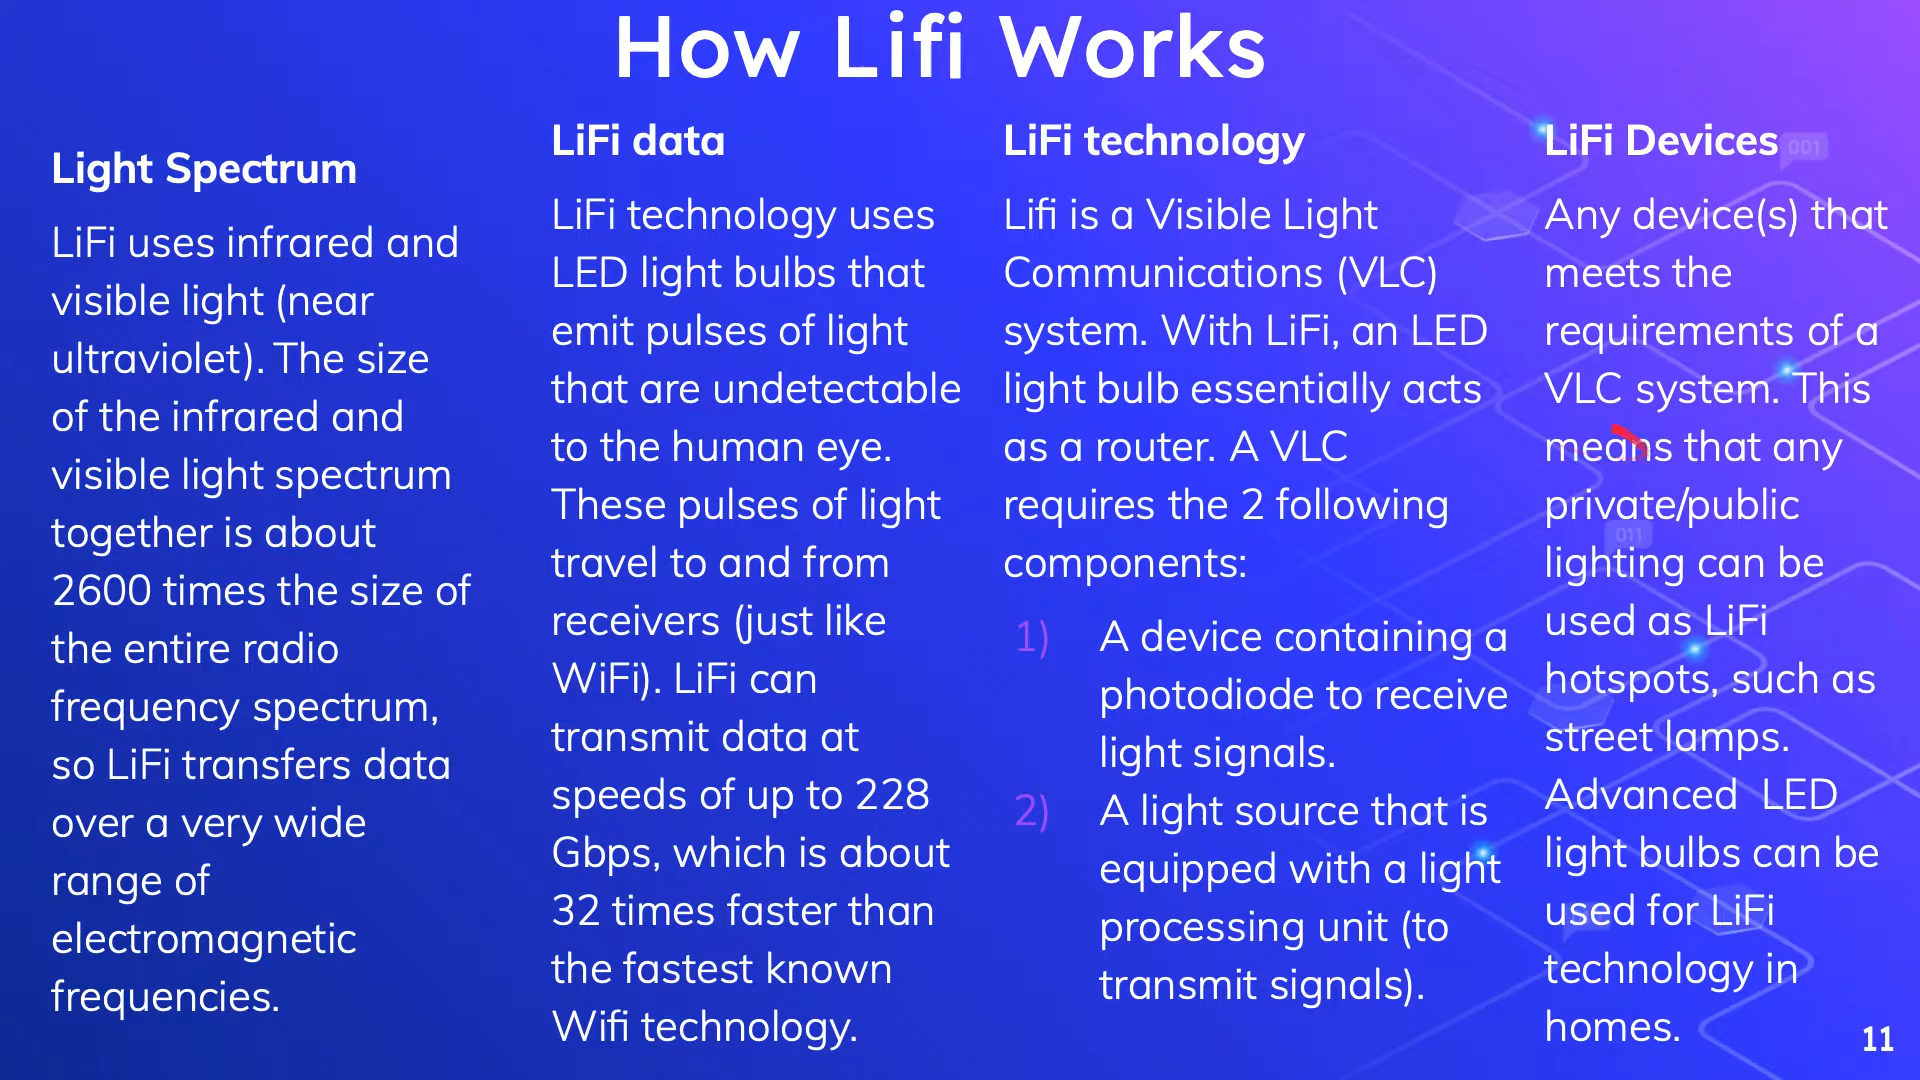 How Lifi Works
Light Spectrum
LiFi uses infrared and
visible light (near
ultraviolet). The size
of the infrared and
visible light spectrum
together is about
2600 times the size of
the entire radio
frequency spectrum,
so LiFi transfers data
over a very wide
range of
electromagnetic
frequencies.
LiFi data
LiFi technology uses
LED light bulbs that
emit pulses of light
that are undetectable
to the human eye.
These pulses of light
travel to and from
receivers (just like
WiFi). LiFi can
transmit data at
speeds of up to 228
Gbps, which is about
32 times faster than
the fastest known
Wifi technology.
LiFi technology
Lifi is a Visible Light
Communications (VLC)
system. With LiFi, an LED
light bulb essentially acts
as a router. A VLC
requires the 2 following
components:
1) A device containing a
photodiode to receive
light signals.
2) A light source that is
equipped with a light
processing unit (to
transmit signals).
LiFi Devices
001
Any device(s) that
meets the
requirements of a
VLC system. This
means that any
private/public
011
lighting can be
used as LiFi
hotspots, such as
street lamps.
Advanced  LED
light bulbs can be
used for LiFi
technology in
homes.
11